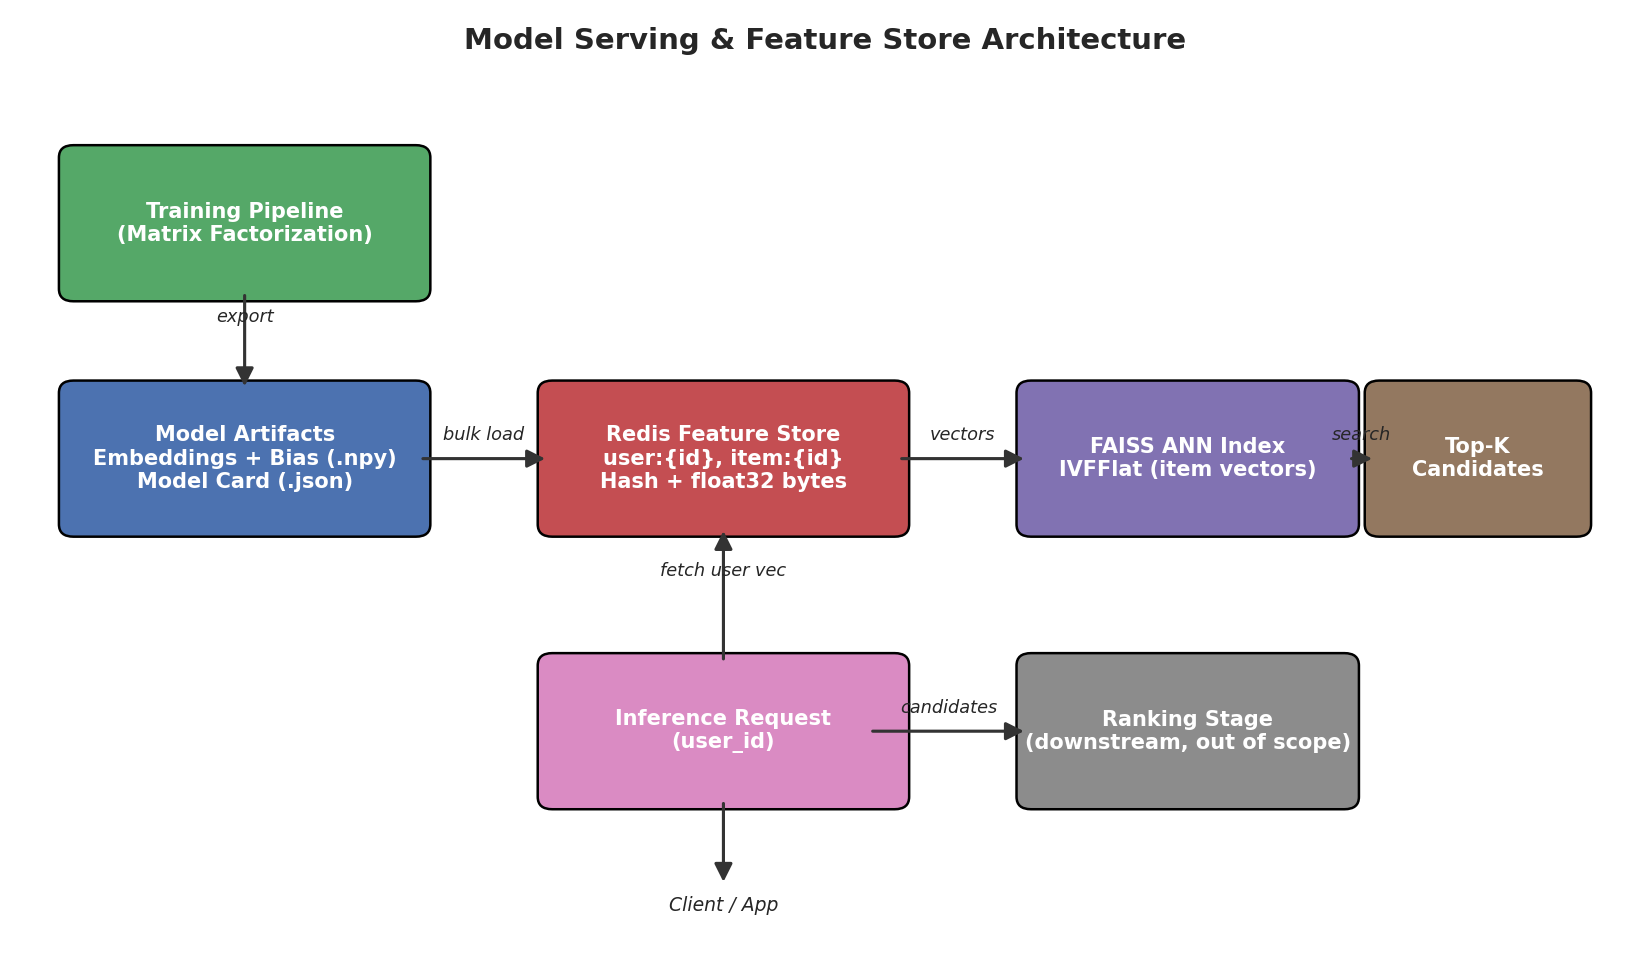 Model Serving & Feature Store Architecture
Training Pipeline
(Matrix Factorization)
export
Model Artifacts
Embeddings + Bias (.npy)
Model Card (.json)
bulk load
Redis Feature Store
user:{id}, item:{id}
Hash + float32 bytes
vectors
FAISS ANN Index
IVFFlat (item vectors)
search
Top-K
Candidates
fetch user vec
Inference Request
(user_id)
candidates
Ranking Stage
(downstream, out of scope)
Client / App